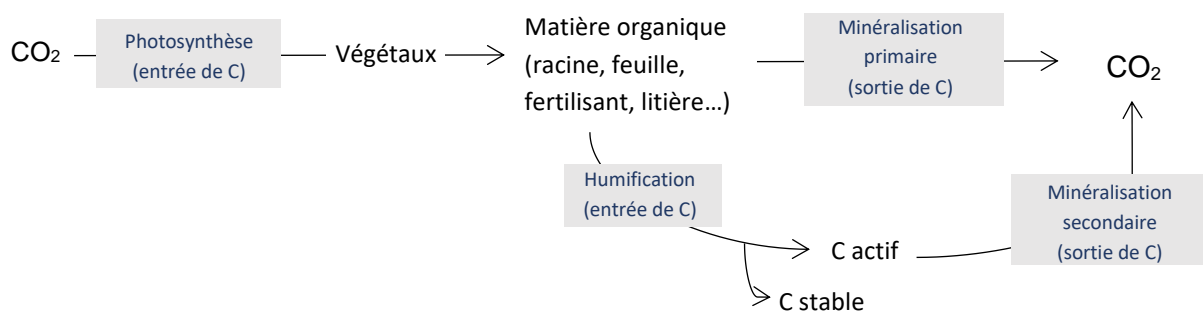 CO2
Photosynthèse
(entrée de C)
Végétaux
Matière organique
(racine, feuille,
fertilisant, litière…)
Minéralisation
primaire
(sortie de C)
CO2
Humification
(entrée de C)
Minéralisation
secondaire
(sortie de C)
C actif
C stable